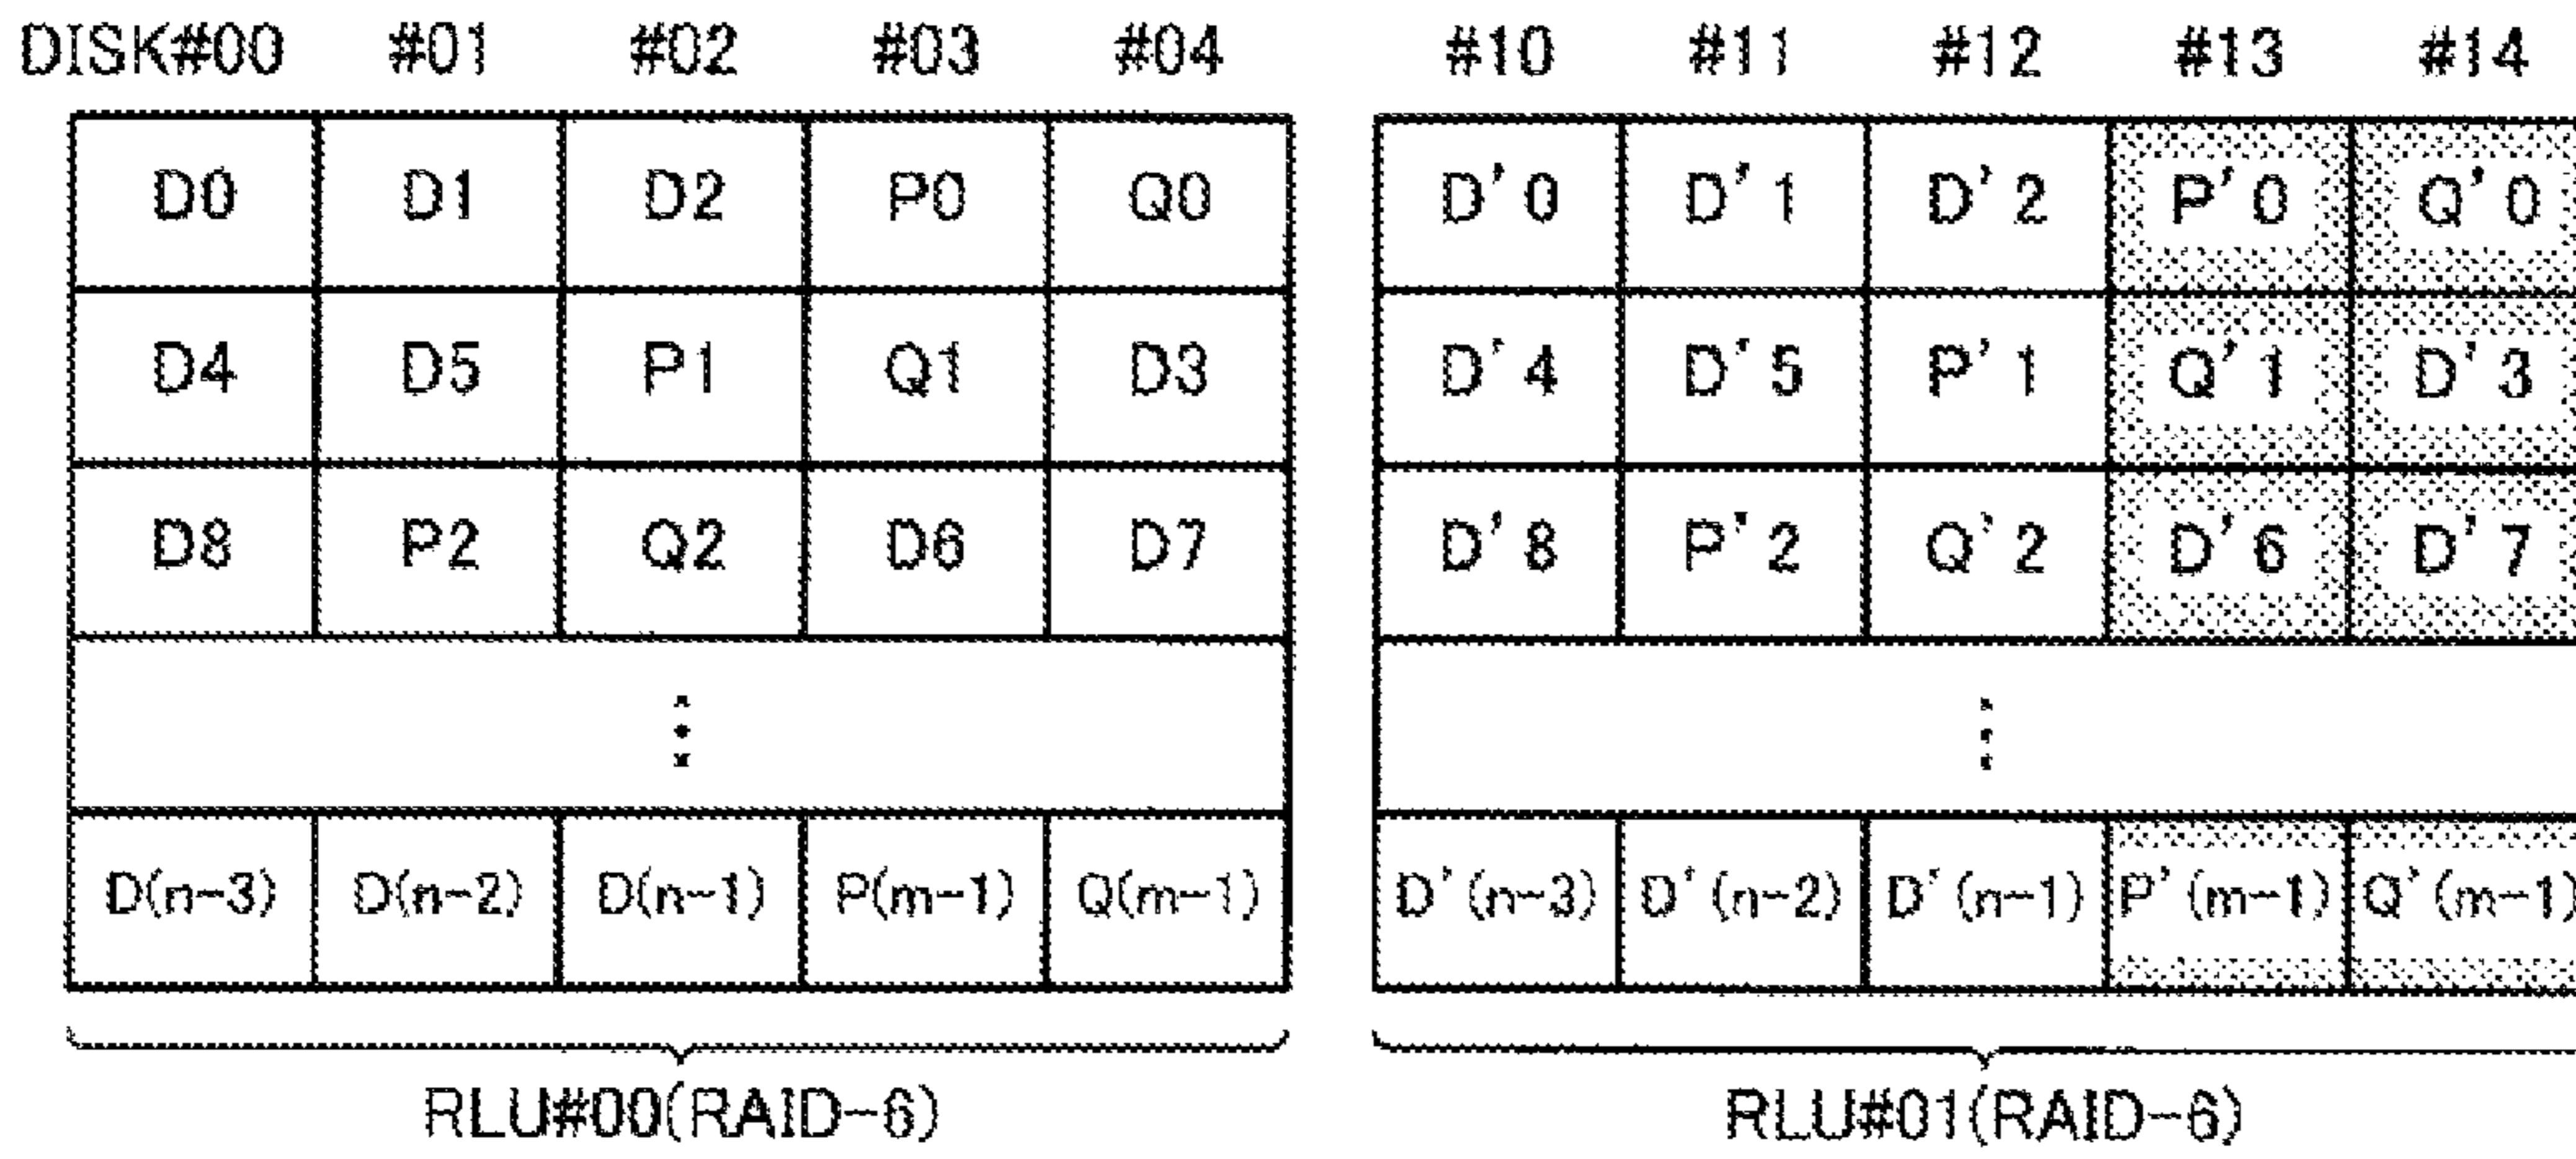 DISK#00 #01 #02 #03 #04 #10 #11 #12 #13 #14
D0 D1 D2 P0 Q0 D'0 D'1 D'2 P'0 Q'0
D4 D5 P1 Q1 D3 D'4 D'5 P'1 Q'1 D'3
D8 P2 Q2 D6 D7 D'8 P'2 Q'2 D'6 D'7
D(n-3) D(n-2) D(n-1) P(m-1) Q(m-1) D'(n-3) D'(n-2) D'(n-1) P'(m-1) Q'(m-1)
RLU#00(RAID-6) RLU#01(RAID-6)